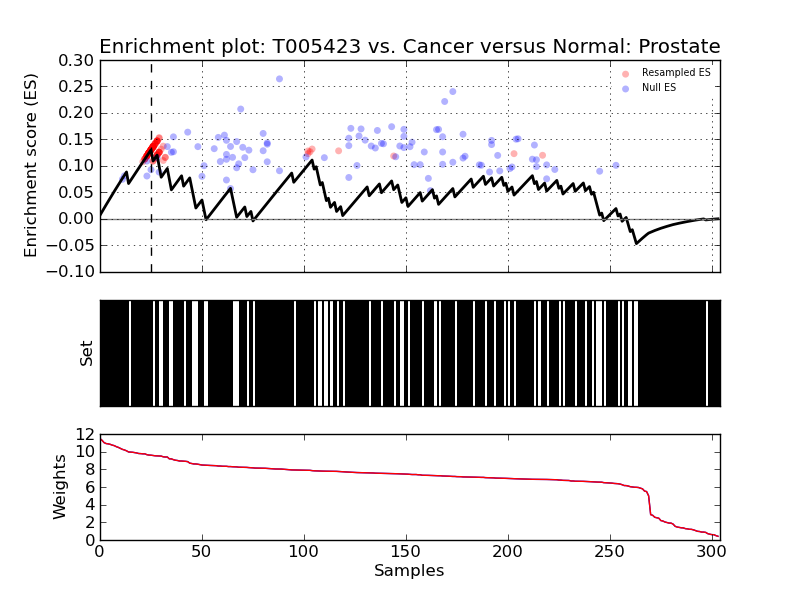 Enrichment plot: T005423 vs. Cancer versus Normal: Prostate
Enrichment score (ES)
0.30
0.25
0.20
0.15
0.10
0.05
0.00
−0.05
−0.10
Resampled ES
Null ES
Set
Weights
12
10
8
6
4
2
0
0 50 100 150 200 250 300
Samples